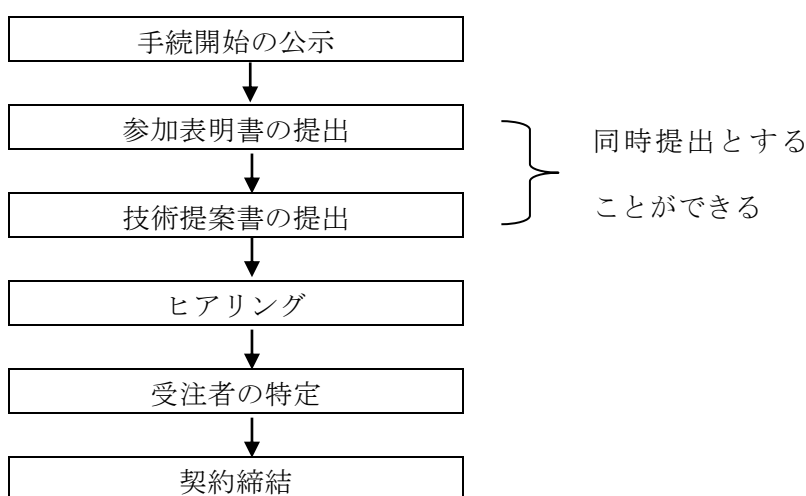 手続開始の公示
参加表明書の提出
同時提出とする
ことができる
技術提案書の提出
ヒアリング
受注者の特定
契約締結